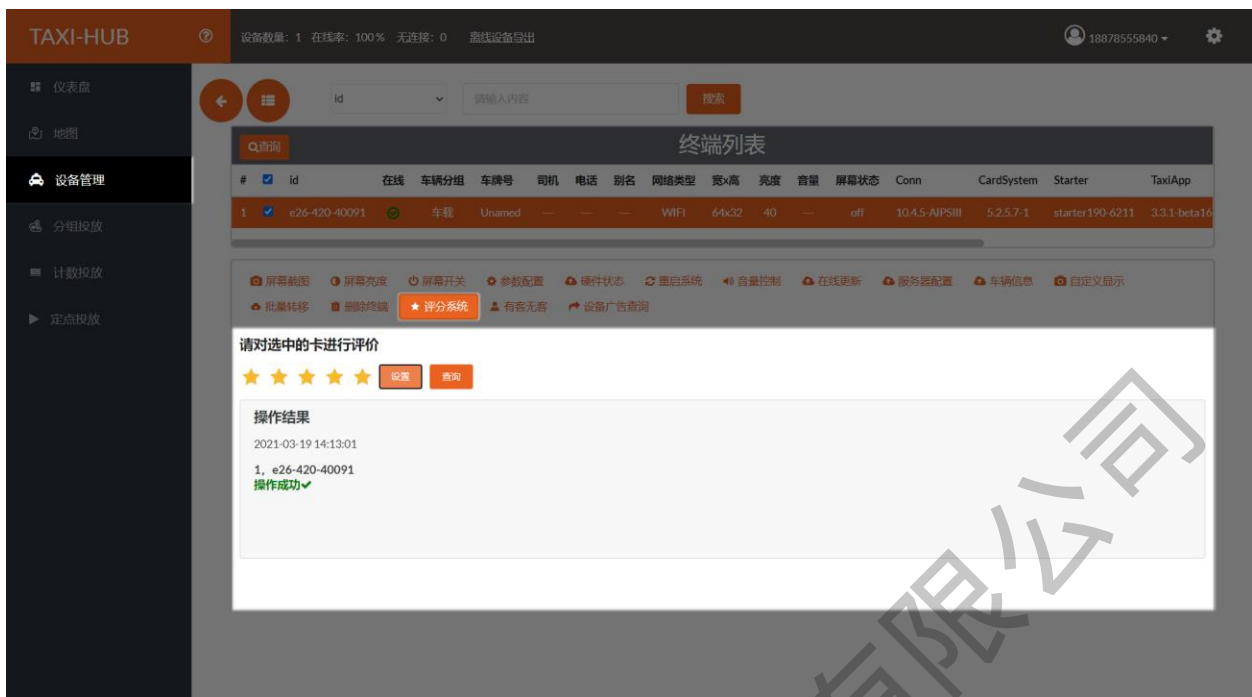 TAXI-HUB
设备数量：1 在线率：100% 无连接：0 离线设备导出
18878555840
仪表盘
地图
设备管理
分组投放
计数投放
定点投放
id 请输入内容 搜索
查询 终端列表
# id 在线 车辆分组 车牌号 司机 电话 别名 网络类型 宽x高 亮度 音量 屏幕状态 Conn CardSystem Starter TaxiApp
1 e26-420-40091 车载 Unamed — — — WIFI 64x32 40 — off 10.4.5-AIPSIII 5.2.5.7-1 starter190-6211 3.3.1-beta16
屏幕截图 屏幕亮度 屏幕开关 参数配置 硬件状态 重启系统 音量控制 在线更新 服务器配置 车辆信息 自定义显示
批量转移 删除终端 评分系统 有客无客 设备广告查询
请对选中的卡进行评价
设置 查询
操作结果
2021-03-19 14:13:01
1，e26-420-40091
操作成功✔
有限公司